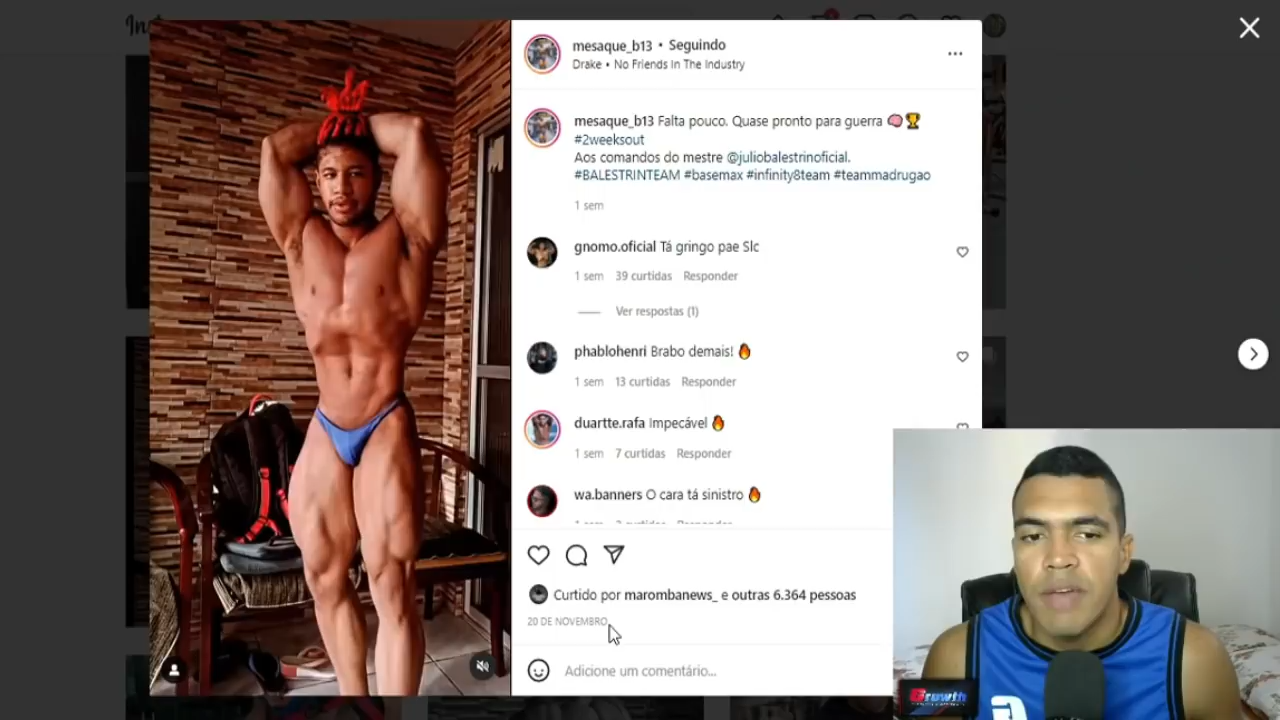 mesaque_b13 • Seguindo
Drake • No Friends In The Industry
mesaque_b13 Falta pouco. Quase pronto para guerra 🧠🏆
#2weeksout
Aos comandos do mestre @juliobalestrinoficial.
#BALESTRINTEAM #basemax #infinity8team #teammadrugao
1 sem
gnomo.oficial Tá gringo pae Slc
1 sem 39 curtidas Responder
Ver respostas (1)
phablohenri Brabo demais! 🔥
1 sem 13 curtidas Responder
duartte.rafa Impecável 🔥
1 sem 7 curtidas Responder
wa.banners O cara tá sinistro 🔥
Curtido por marombanews_ e outras 6.364 pessoas
20 DE NOVEMBRO
Adicione um comentário...
Growth